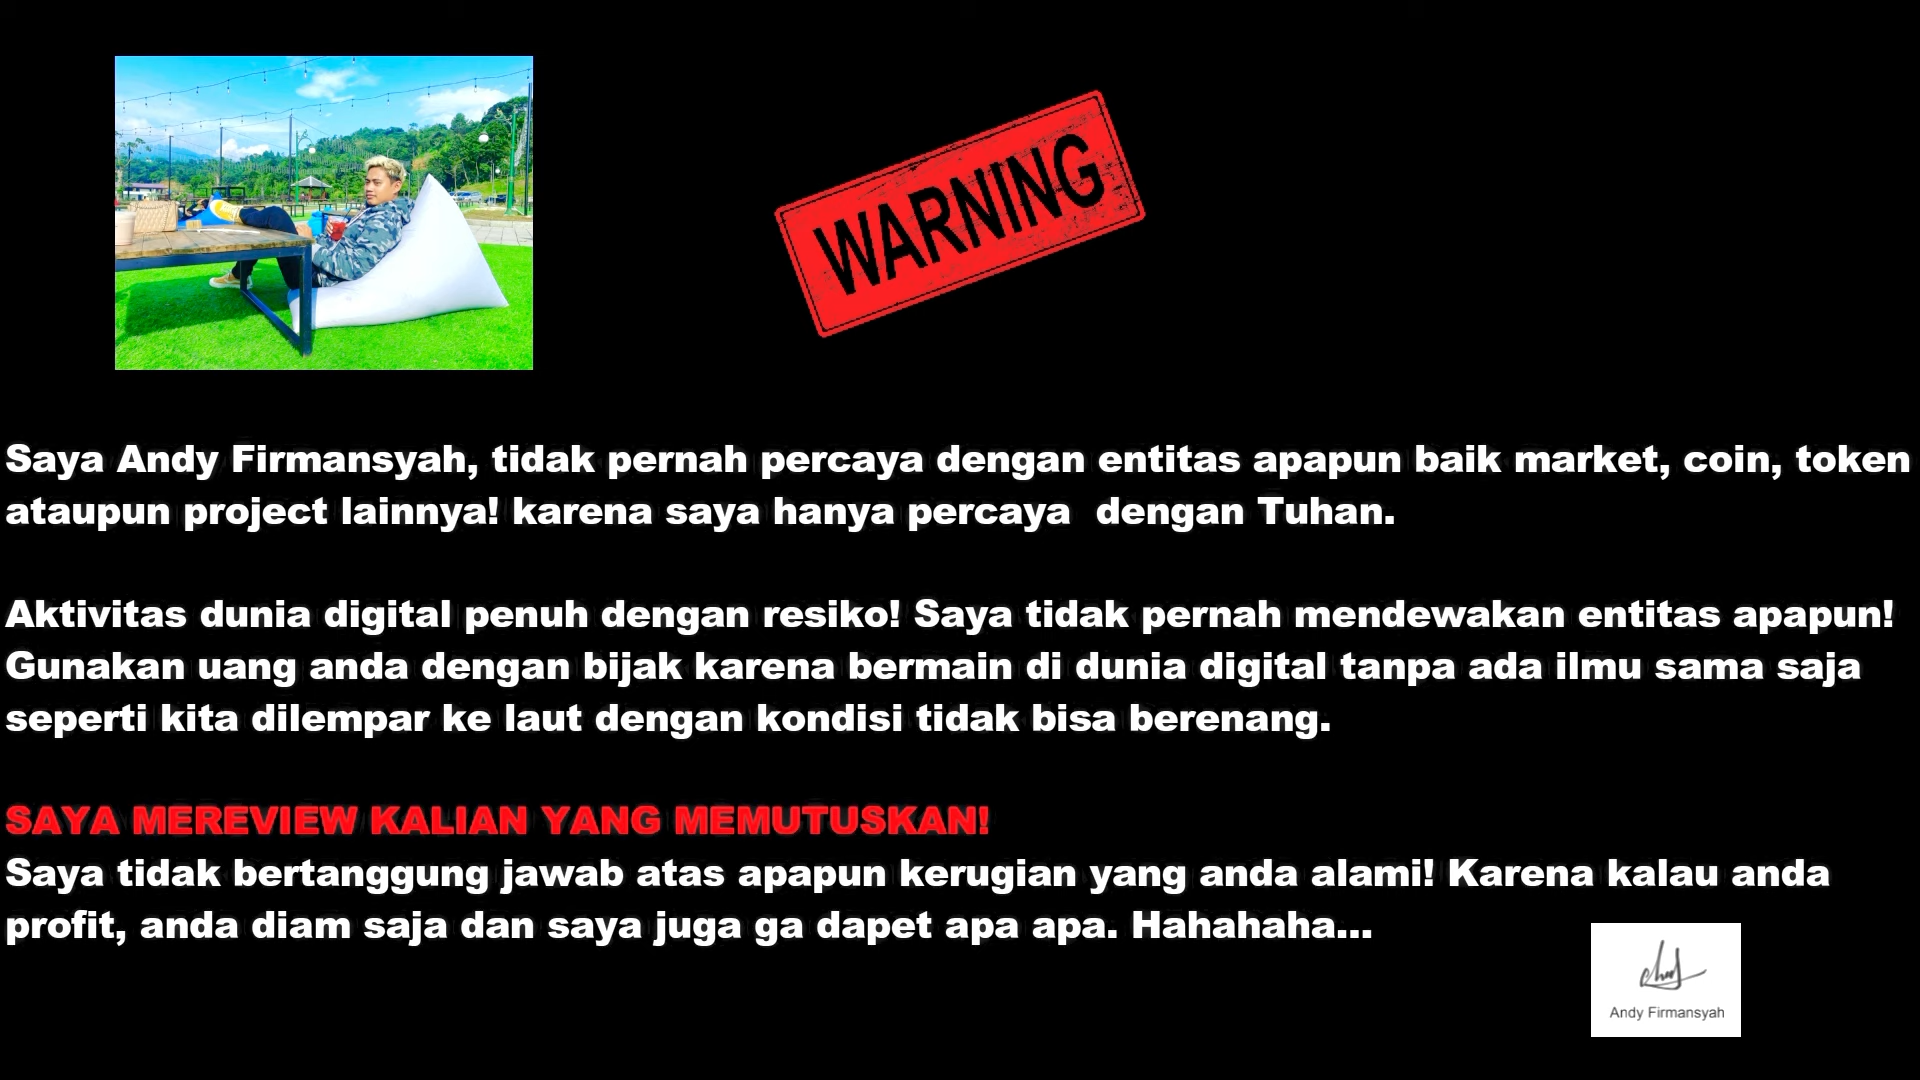 WARNING
Saya Andy Firmansyah, tidak pernah percaya dengan entitas apapun baik market, coin, token
ataupun project lainnya! karena saya hanya percaya  dengan Tuhan.
Aktivitas dunia digital penuh dengan resiko! Saya tidak pernah mendewakan entitas apapun!
Gunakan uang anda dengan bijak karena bermain di dunia digital tanpa ada ilmu sama saja
seperti kita dilempar ke laut dengan kondisi tidak bisa berenang.
SAYA MEREVIEW KALIAN YANG MEMUTUSKAN!
Saya tidak bertanggung jawab atas apapun kerugian yang anda alami! Karena kalau anda
profit, anda diam saja dan saya juga ga dapet apa apa. Hahahaha...
Andy Firmansyah